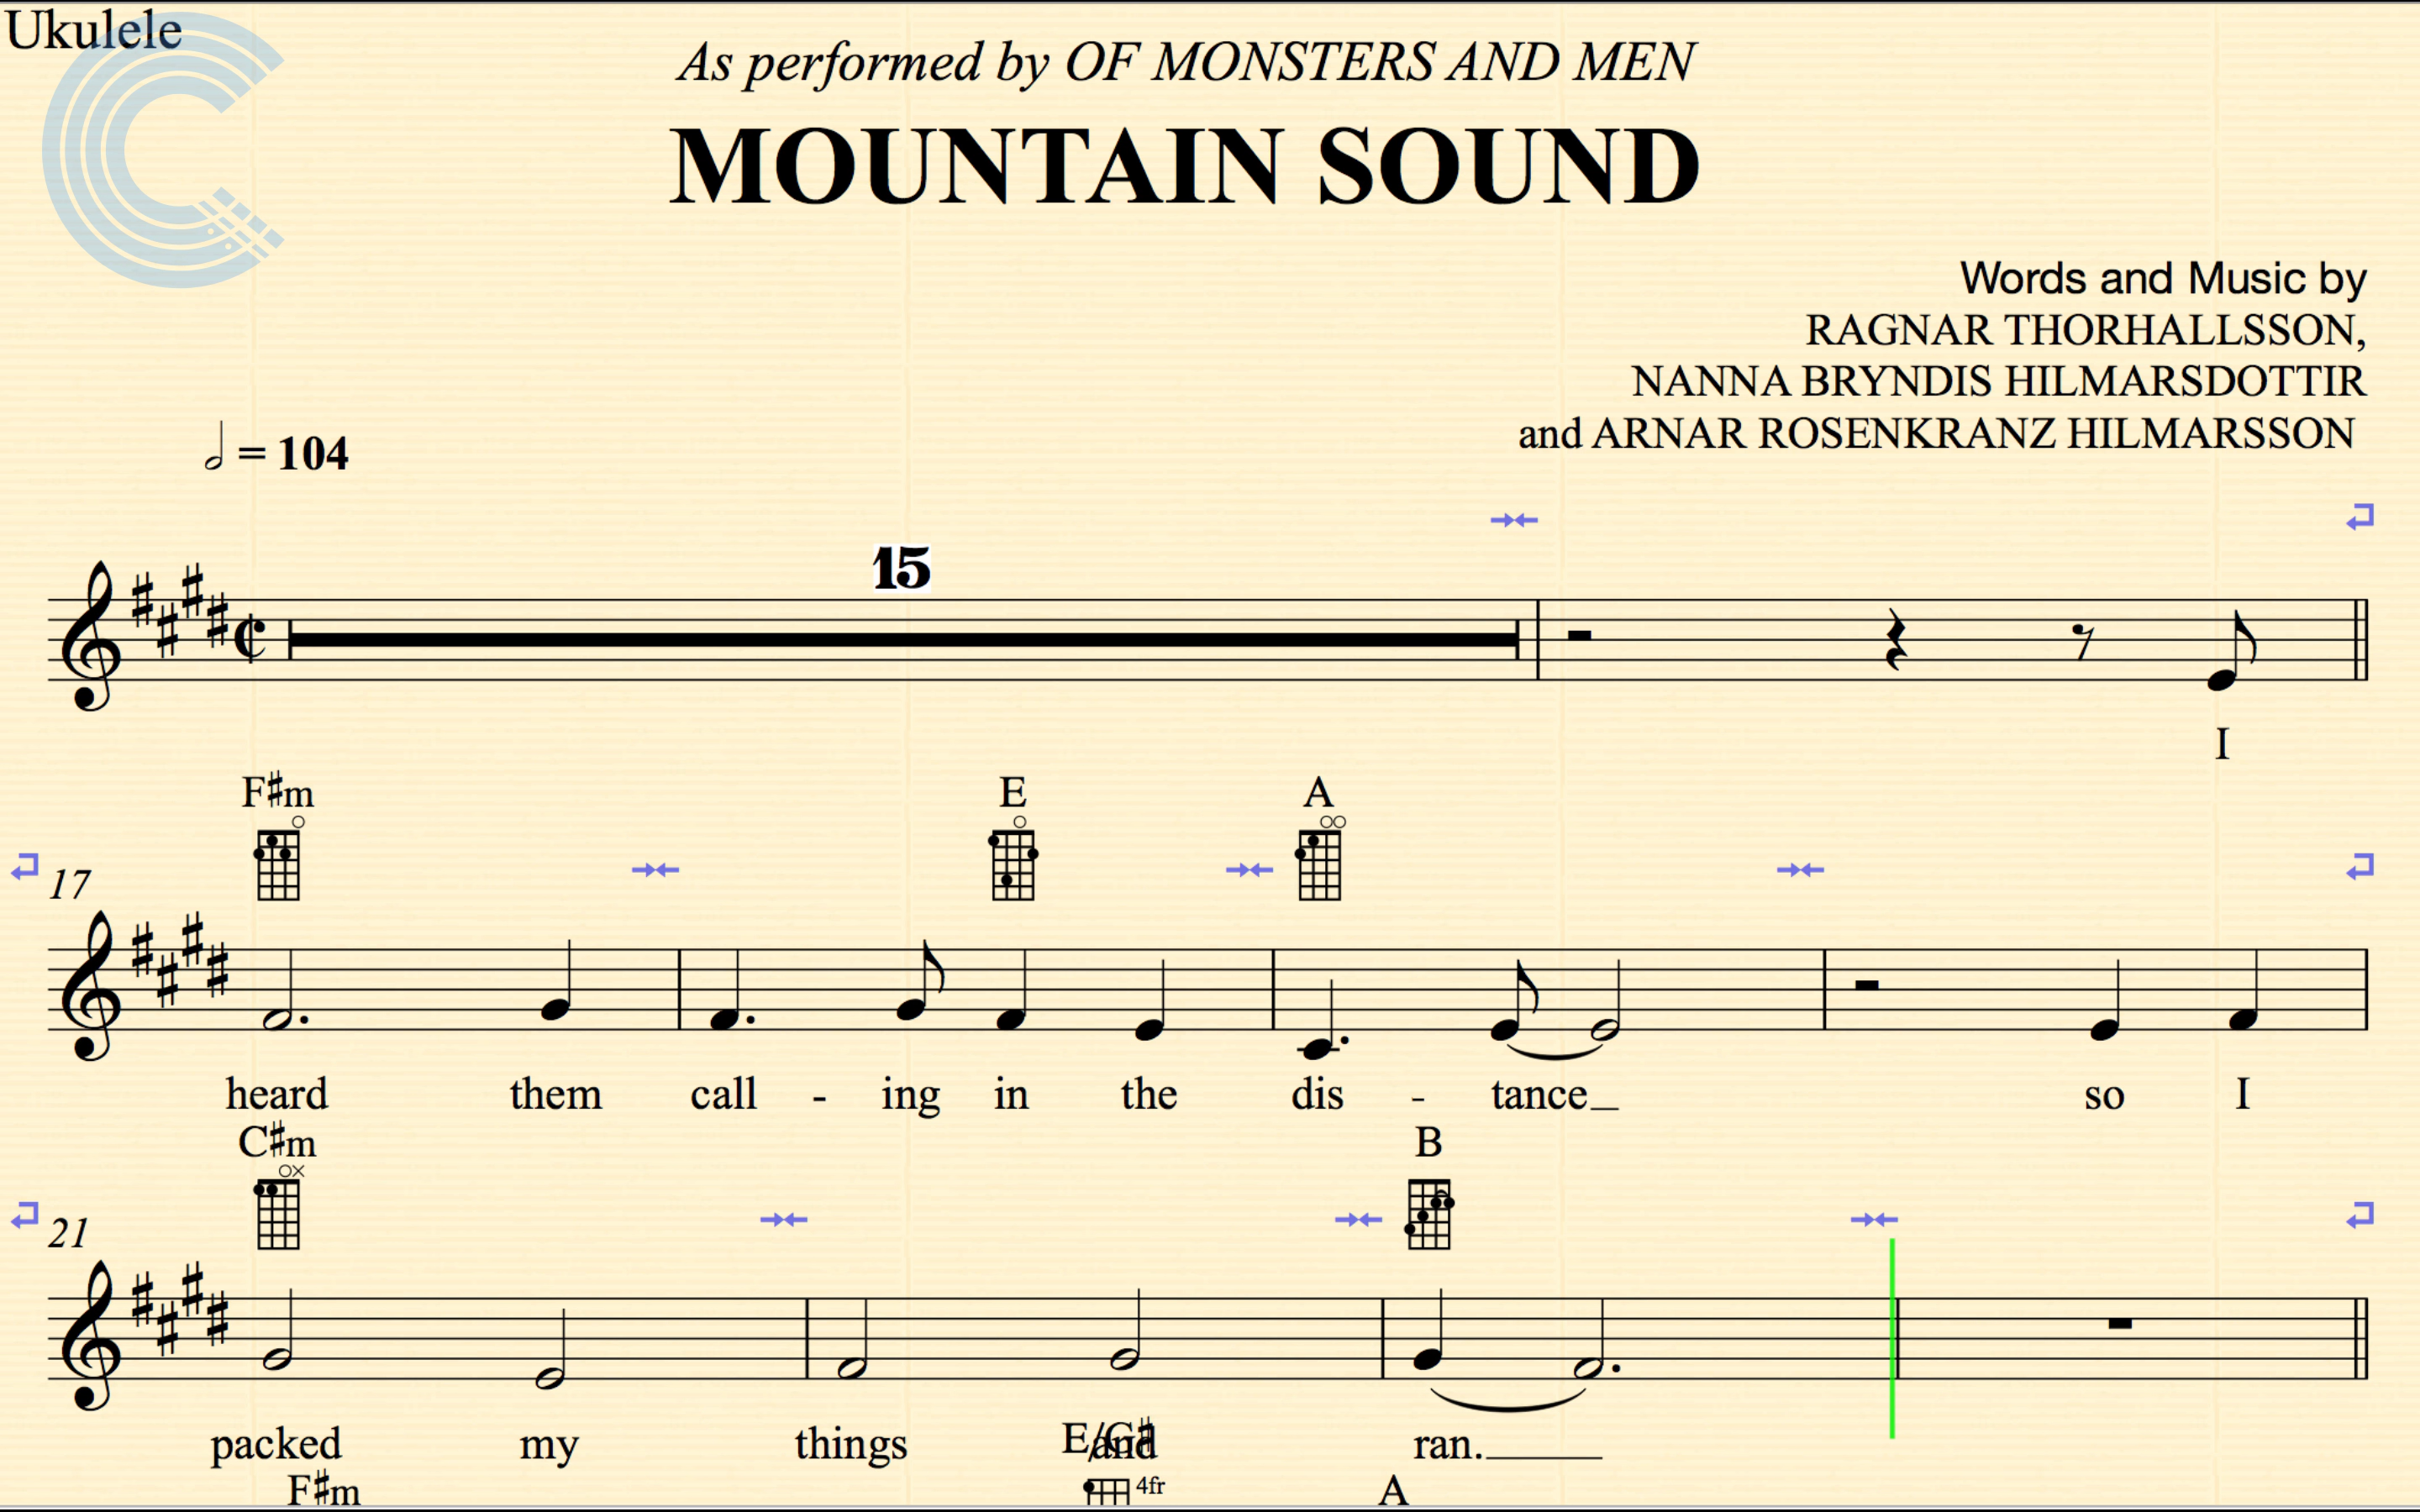 Ukulele
As performed by OF MONSTERS AND MEN
MOUNTAIN SOUND
Words and Music by
RAGNAR THORHALLSSON,
NANNA BRYNDIS HILMARSDOTTIR
and ARNAR ROSENKRANZ HILMARSSON
= 104
15
I
F♯m E A
17
heard them call - ing in the dis - tance_ so I
C♯m B
21
packed my things and ran.____
E/G♯
F♯m 4fr A